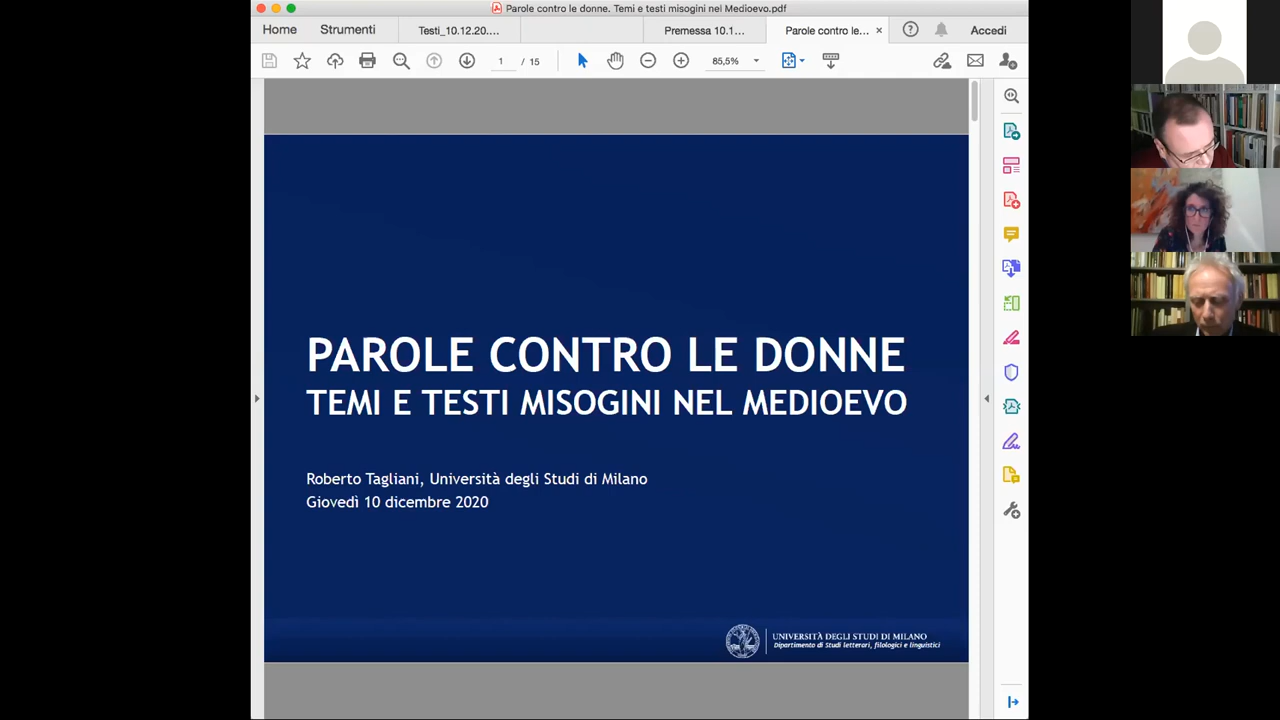 Parole contro le donne. Temi e testi misogini nel Medioevo.pdf
Home
Strumenti
Testi_10.12.20....
Premessa 10.1...
Parole contro le...
Accedi
1 / 15
85,5%
PAROLE CONTRO LE DONNE
TEMI E TESTI MISOGINI NEL MEDIOEVO
Roberto Tagliani, Università degli Studi di Milano
Giovedì 10 dicembre 2020
UNIVERSITÀ DEGLI STUDI DI MILANO
Dipartimento di Studi letterari, filologici e linguistici